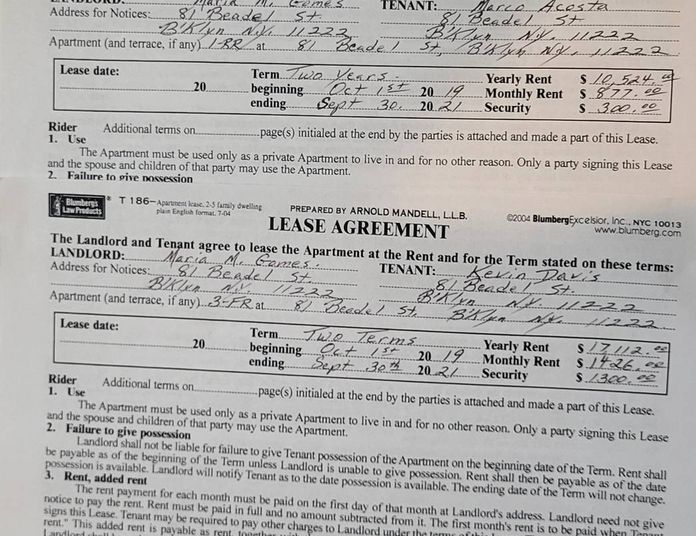 LANDLORD: Maria M. Games TENANT: Marco Acosta
Address for Notices: 81 Beadel St. 81 Beadel St
B'Klyn N.Y. 11222 B'Klyn N.Y. 11222
Apartment (and terrace, if any) 1-RR at 81 Beadel St, B'Klyn N.Y. 11222
Lease date: Term Two Years Yearly Rent $ 10,524.00
20 beginning Oct 1st 20 19 Monthly Rent $ 877.00
ending Sept 30. 20 21 Security $ 300.00
Rider Additional terms on page(s) initialed at the end by the parties is attached and made a part of this Lease.
1. Use
The Apartment must be used only as a private Apartment to live in and for no other reason. Only a party signing this Lease
and the spouse and children of that party may use the Apartment.
2. Failure to give possession
Blumbergs Law Products ® T 186—Apartment lease, 2-5 family dwelling
plain English format, 7-04
PREPARED BY ARNOLD MANDELL, L.L.B.
©2004 BlumbergExcelsior, Inc., NYC 10013
www.blumberg.com
LEASE AGREEMENT
The Landlord and Tenant agree to lease the Apartment at the Rent and for the Term stated on these terms:
LANDLORD: Maria M. Games. TENANT: Kevin Davis
Address for Notices: 81 Beadel St. 81 Beadel St.
B'Klyn N.Y. 11222 B'Klyn N.Y. 11222
Apartment (and terrace, if any) 3-FR at 81 Beadel St, B'Klyn N.Y. 11222
Lease date: Term Two Terms Yearly Rent $ 17,112.00
20 beginning Oct 1st 20 19 Monthly Rent $ 1426.00
ending Sept 30th 20 21 Security $ 1300.00
Rider Additional terms on page(s) initialed at the end by the parties is attached and made a part of this Lease.
1. Use
The Apartment must be used only as a private Apartment to live in and for no other reason. Only a party signing this Lease
and the spouse and children of that party may use the Apartment.
2. Failure to give possession
Landlord shall not be liable for failure to give Tenant possession of the Apartment on the beginning date of the Term. Rent shall
be payable as of the beginning of the Term unless Landlord is unable to give possession. Rent shall then be payable as of the date
possession is available. Landlord will notify Tenant as to the date possession is available. The ending date of the Term will not change.
3. Rent, added rent
The rent payment for each month must be paid on the first day of that month at Landlord's address. Landlord need not give
notice to pay the rent. Rent must be paid in full and no amount subtracted from it. The first month's rent is to be paid when Tenant
signs this Lease. Tenant may be required to pay other charges to Landlord under the terms of this
rent." This added rent is payable as rent, together
Landlord shall